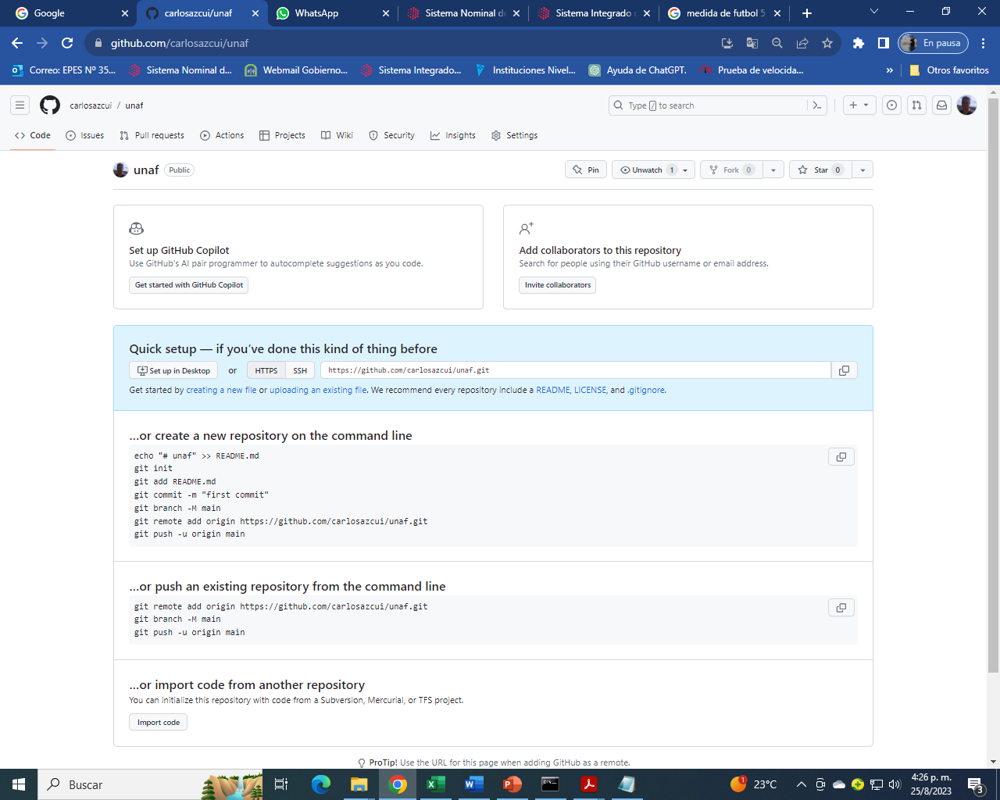 Google
carlosazcui/unaf
WhatsApp
Sistema Nominal de
Sistema Integrado
medida de futbol 5
github.com/carlosazcui/unaf
En pausa
Correo: EPES Nº 35...
Sistema Nominal d...
Webmail Gobierno...
Sistema Integrado...
Instituciones Nivel...
Ayuda de ChatGPT.
Prueba de velocida...
»
Otros favoritos
carlosazcui / unaf
Type / to search
Code
Issues
Pull requests
Actions
Projects
Wiki
Security
Insights
Settings
unaf Public
Pin
Unwatch 1
Fork 0
Star 0
Set up GitHub Copilot
Use GitHub's AI pair programmer to autocomplete suggestions as you code.
Get started with GitHub Copilot
Add collaborators to this repository
Search for people using their GitHub username or email address.
Invite collaborators
Quick setup — if you've done this kind of thing before
Set up in Desktop or HTTPS SSH https://github.com/carlosazcui/unaf.git
Get started by creating a new file or uploading an existing file. We recommend every repository include a README, LICENSE, and .gitignore.
...or create a new repository on the command line
echo "# unaf" >> README.md
git init
git add README.md
git commit -m "first commit"
git branch -M main
git remote add origin https://github.com/carlosazcui/unaf.git
git push -u origin main
...or push an existing repository from the command line
git remote add origin https://github.com/carlosazcui/unaf.git
git branch -M main
git push -u origin main
...or import code from another repository
You can initialize this repository with code from a Subversion, Mercurial, or TFS project.
Import code
ProTip! Use the URL for this page when adding GitHub as a remote.
Buscar
1
23°C
4:26 p. m.
25/8/2023
3